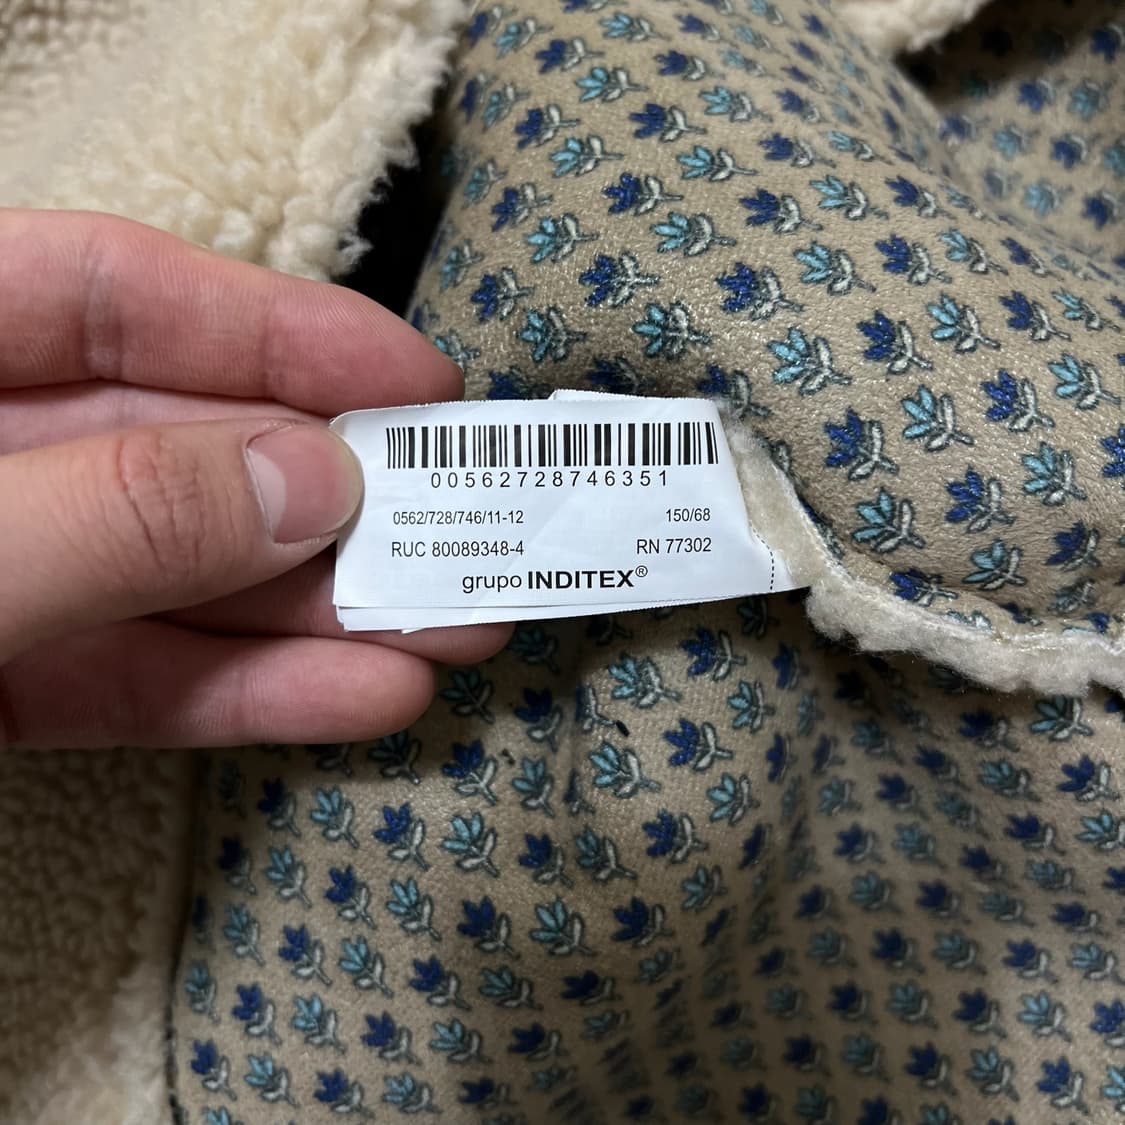 00562728746351
0562/728/746/11-12 150/68
RUC 80089348-4 RN 77302
grupo INDITEX®